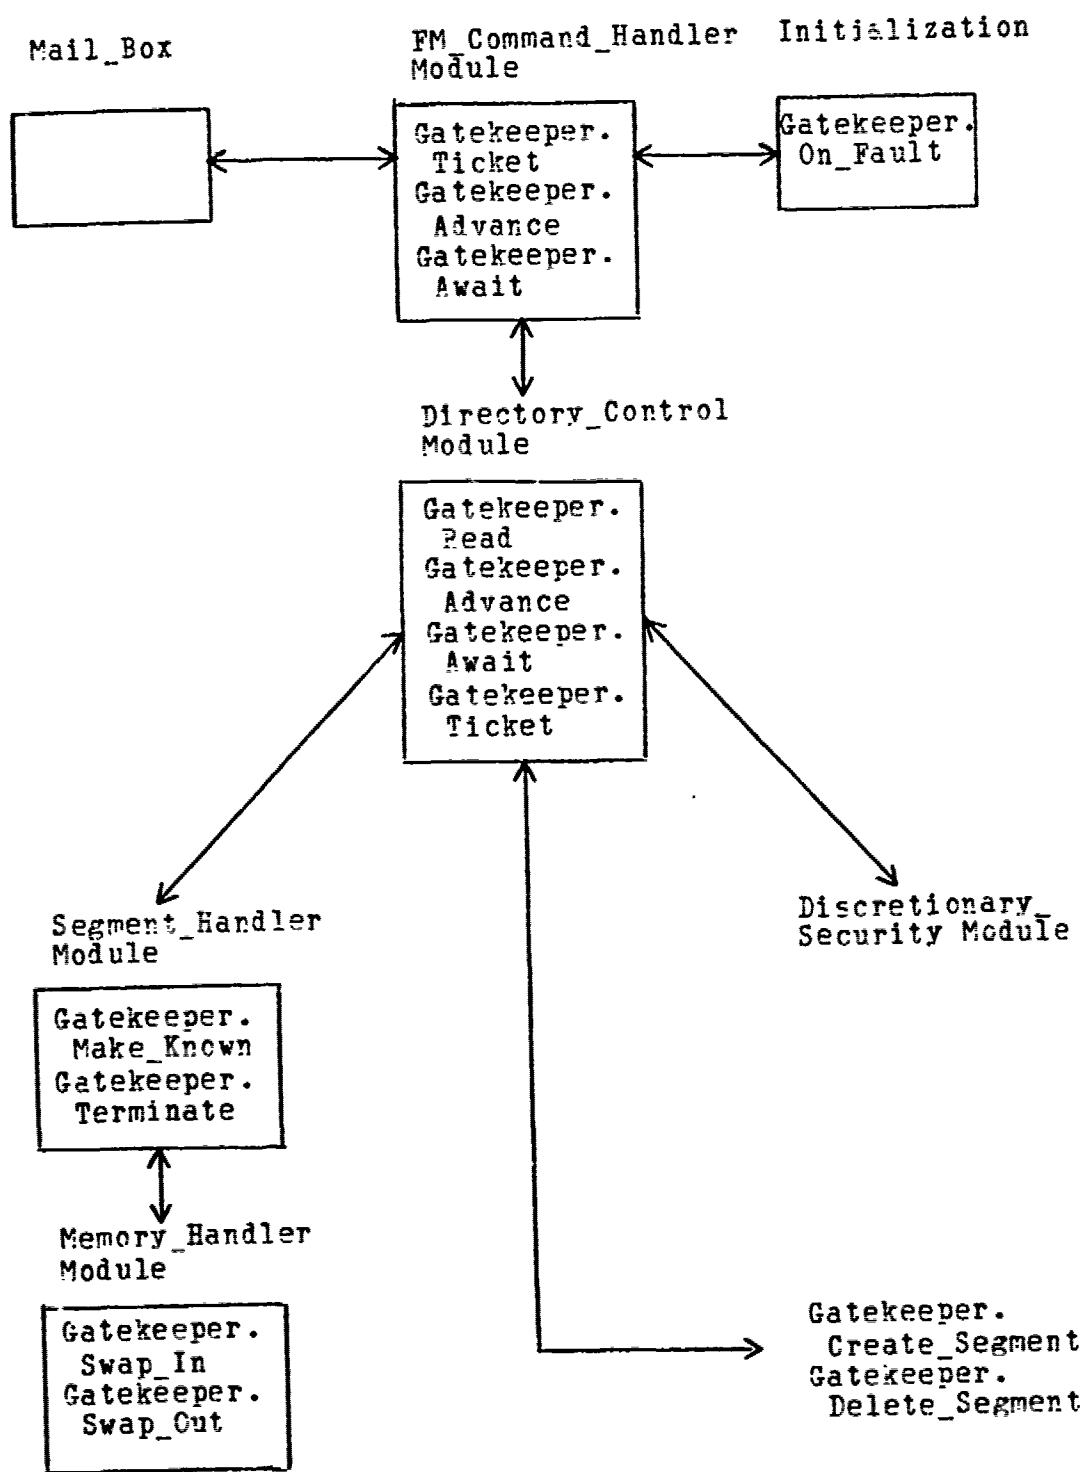 Mail_Box
FM_Command_Handler
Module
Initialization
Gatekeeper.
Ticket
Gatekeeper.
Advance
Gatekeeper.
Await
Gatekeeper.
On_Fault
Directory_Control
Module
Gatekeeper.
Read
Gatekeeper.
Advance
Gatekeeper.
Await
Gatekeeper.
Ticket
Segment_Handler
Module
Gatekeeper.
Make_Known
Gatekeeper.
Terminate
Discretionary_
Security Module
Memory_Handler
Module
Gatekeeper.
Swap_In
Gatekeeper.
Swap_Out
Gatekeeper.
Create_Segment
Gatekeeper.
Delete_Segment